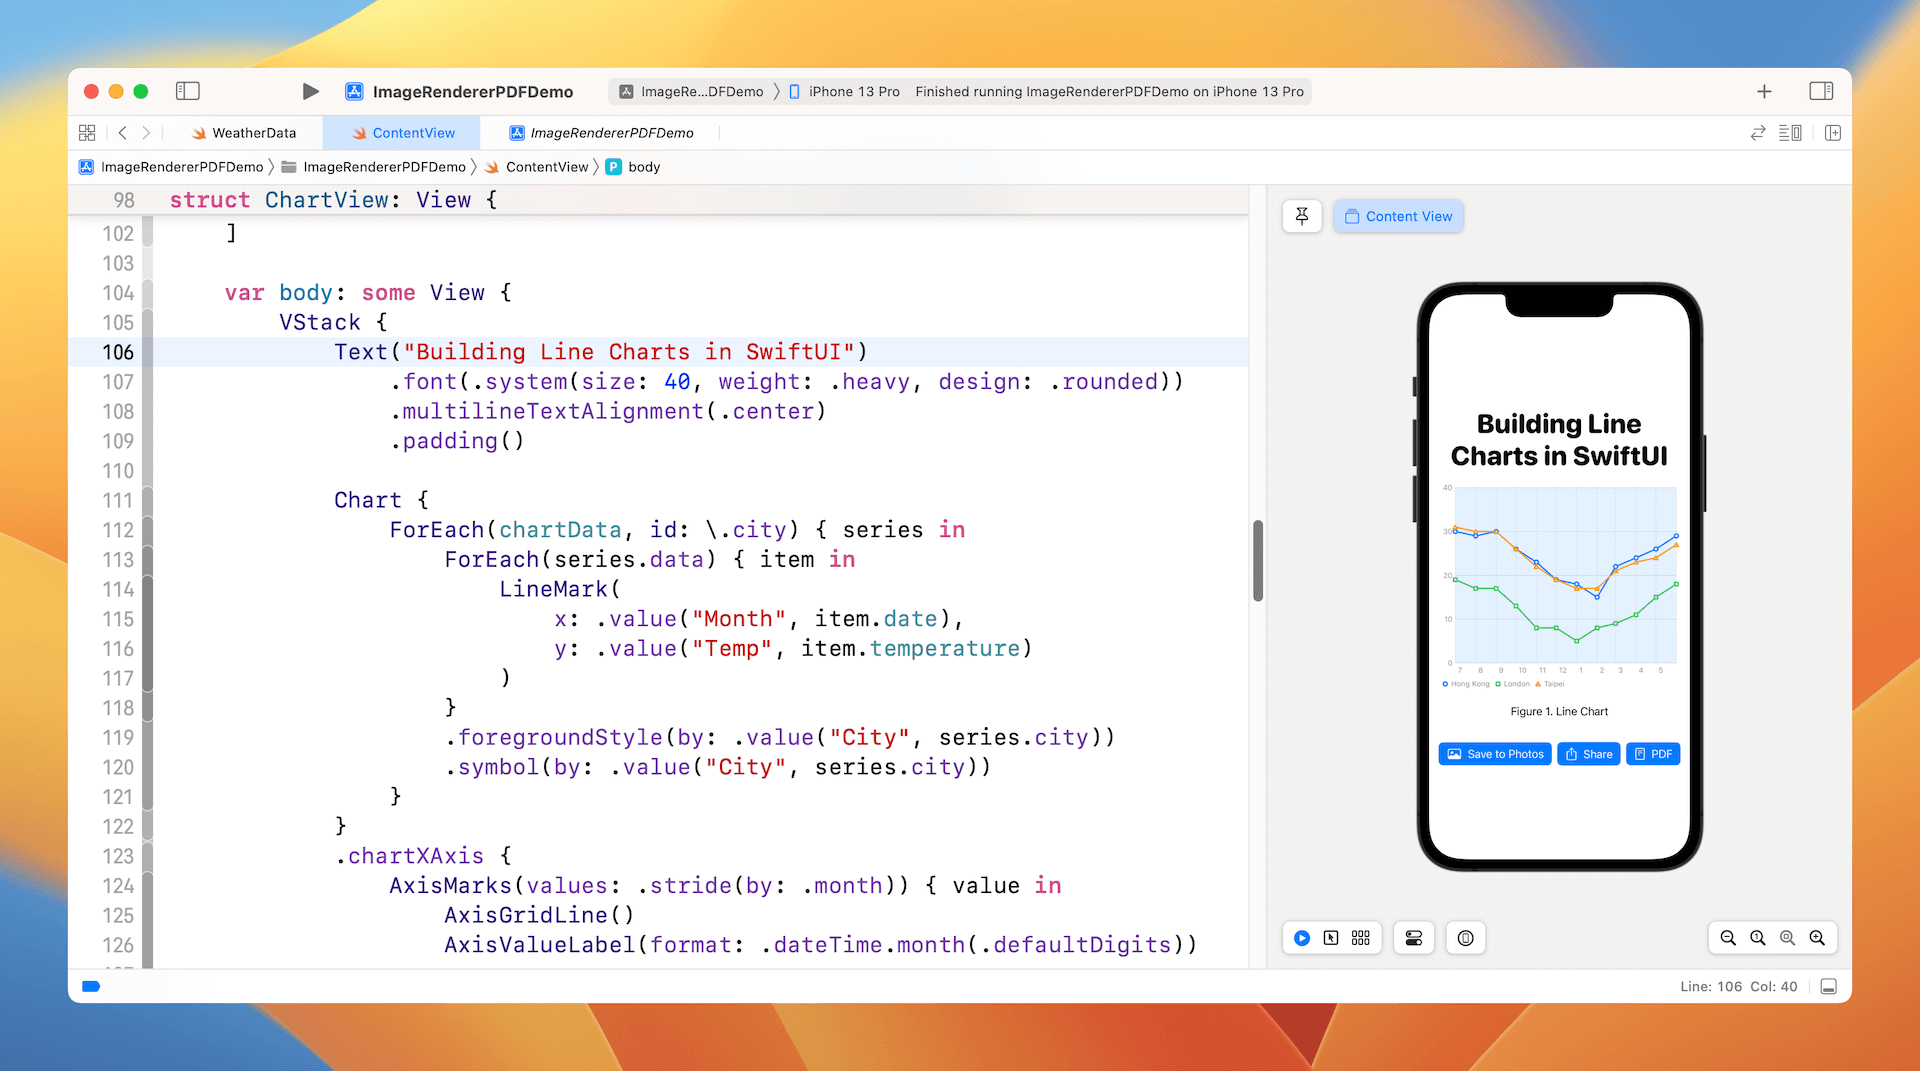 ImageRendererPDFDemo
ImageRe...DFDemo
iPhone 13 Pro
Finished running ImageRendererPDFDemo on iPhone 13 Pro
WeatherData
ContentView
ImageRendererPDFDemo
ImageRendererPDFDemo
ImageRendererPDFDemo
ContentView
P body
98 struct ChartView: View {
102 ]
103
104 var body: some View {
105 VStack {
106 Text("Building Line Charts in SwiftUI")
107 .font(.system(size: 40, weight: .heavy, design: .rounded))
108 .multilineTextAlignment(.center)
109 .padding()
110
111 Chart {
112 ForEach(chartData, id: \.city) { series in
113 ForEach(series.data) { item in
114 LineMark(
115 x: .value("Month", item.date),
116 y: .value("Temp", item.temperature)
117 )
118 }
119 .foregroundStyle(by: .value("City", series.city))
120 .symbol(by: .value("City", series.city))
121 }
122 }
123 .chartXAxis {
124 AxisMarks(values: .stride(by: .month)) { value in
125 AxisGridLine()
126 AxisValueLabel(format: .dateTime.month(.defaultDigits))
Content View
Building Line
Charts in SwiftUI
40
30
20
10
0
7 8 9 10 11 12 1 2 3 4 5
Hong Kong London Taipei
Figure 1. Line Chart
Save to Photos
Share
PDF
Line: 106 Col: 40